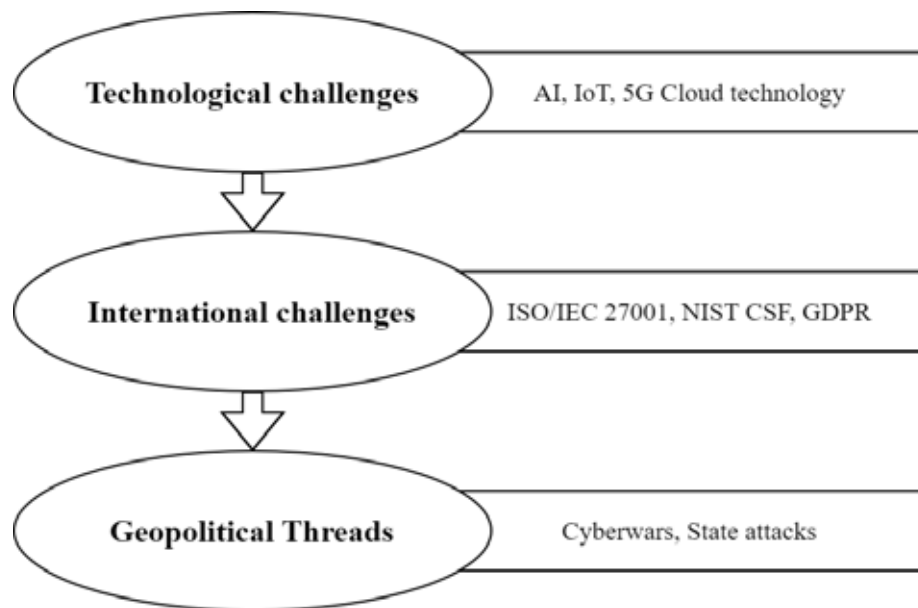 Technological challenges
AI, IoT, 5G Cloud technology
International challenges
ISO/IEC 27001, NIST CSF, GDPR
Geopolitical Threads
Cyberwars, State attacks